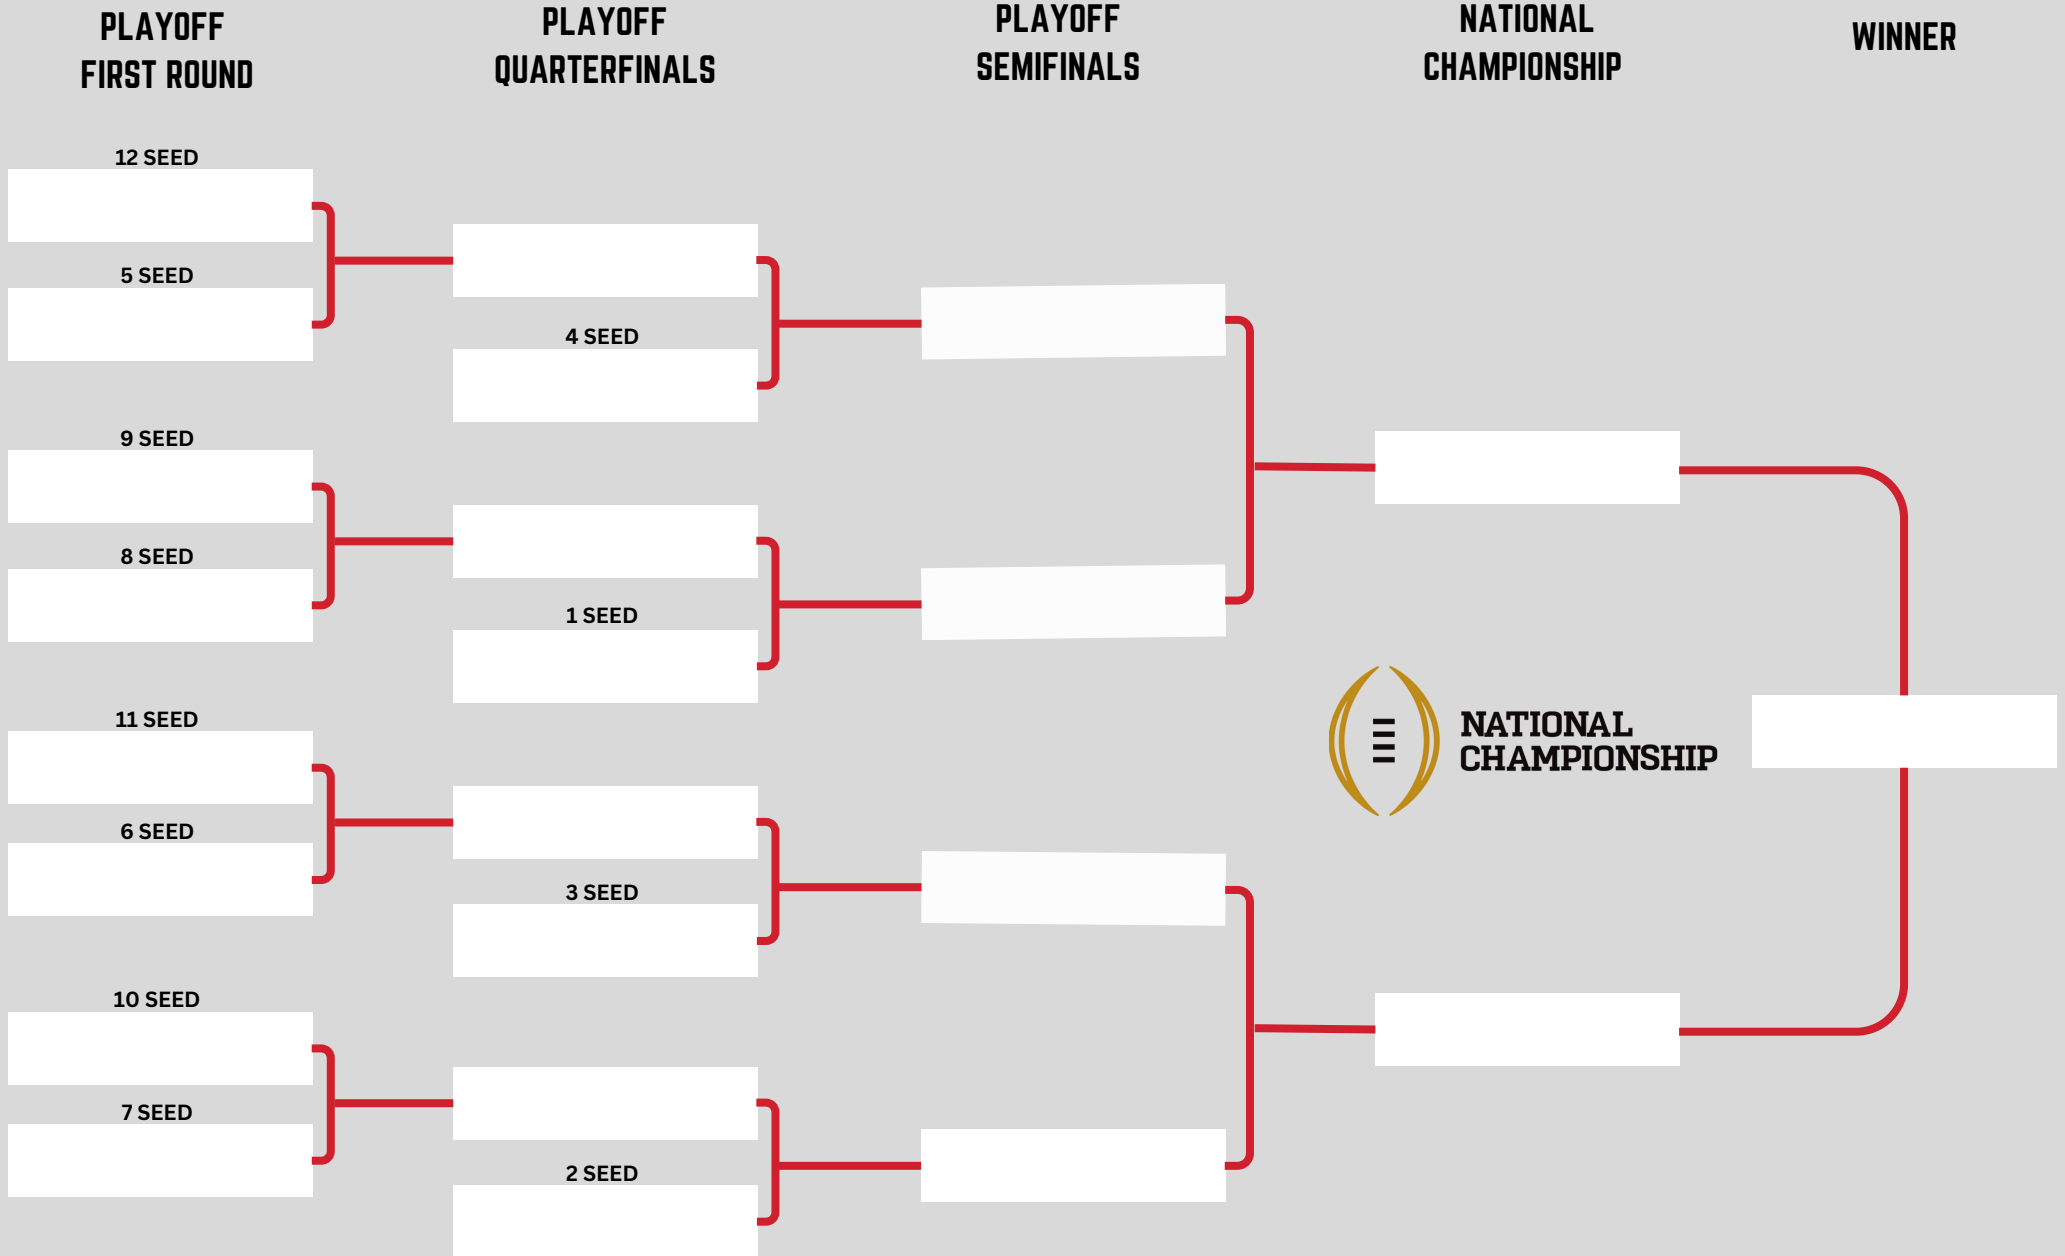 PLAYOFF
FIRST ROUND
PLAYOFF
QUARTERFINALS
PLAYOFF
SEMIFINALS
NATIONAL
CHAMPIONSHIP
WINNER
12 SEED
5 SEED
4 SEED
9 SEED
8 SEED
1 SEED
11 SEED
6 SEED
3 SEED
10 SEED
7 SEED
2 SEED
NATIONAL
CHAMPIONSHIP